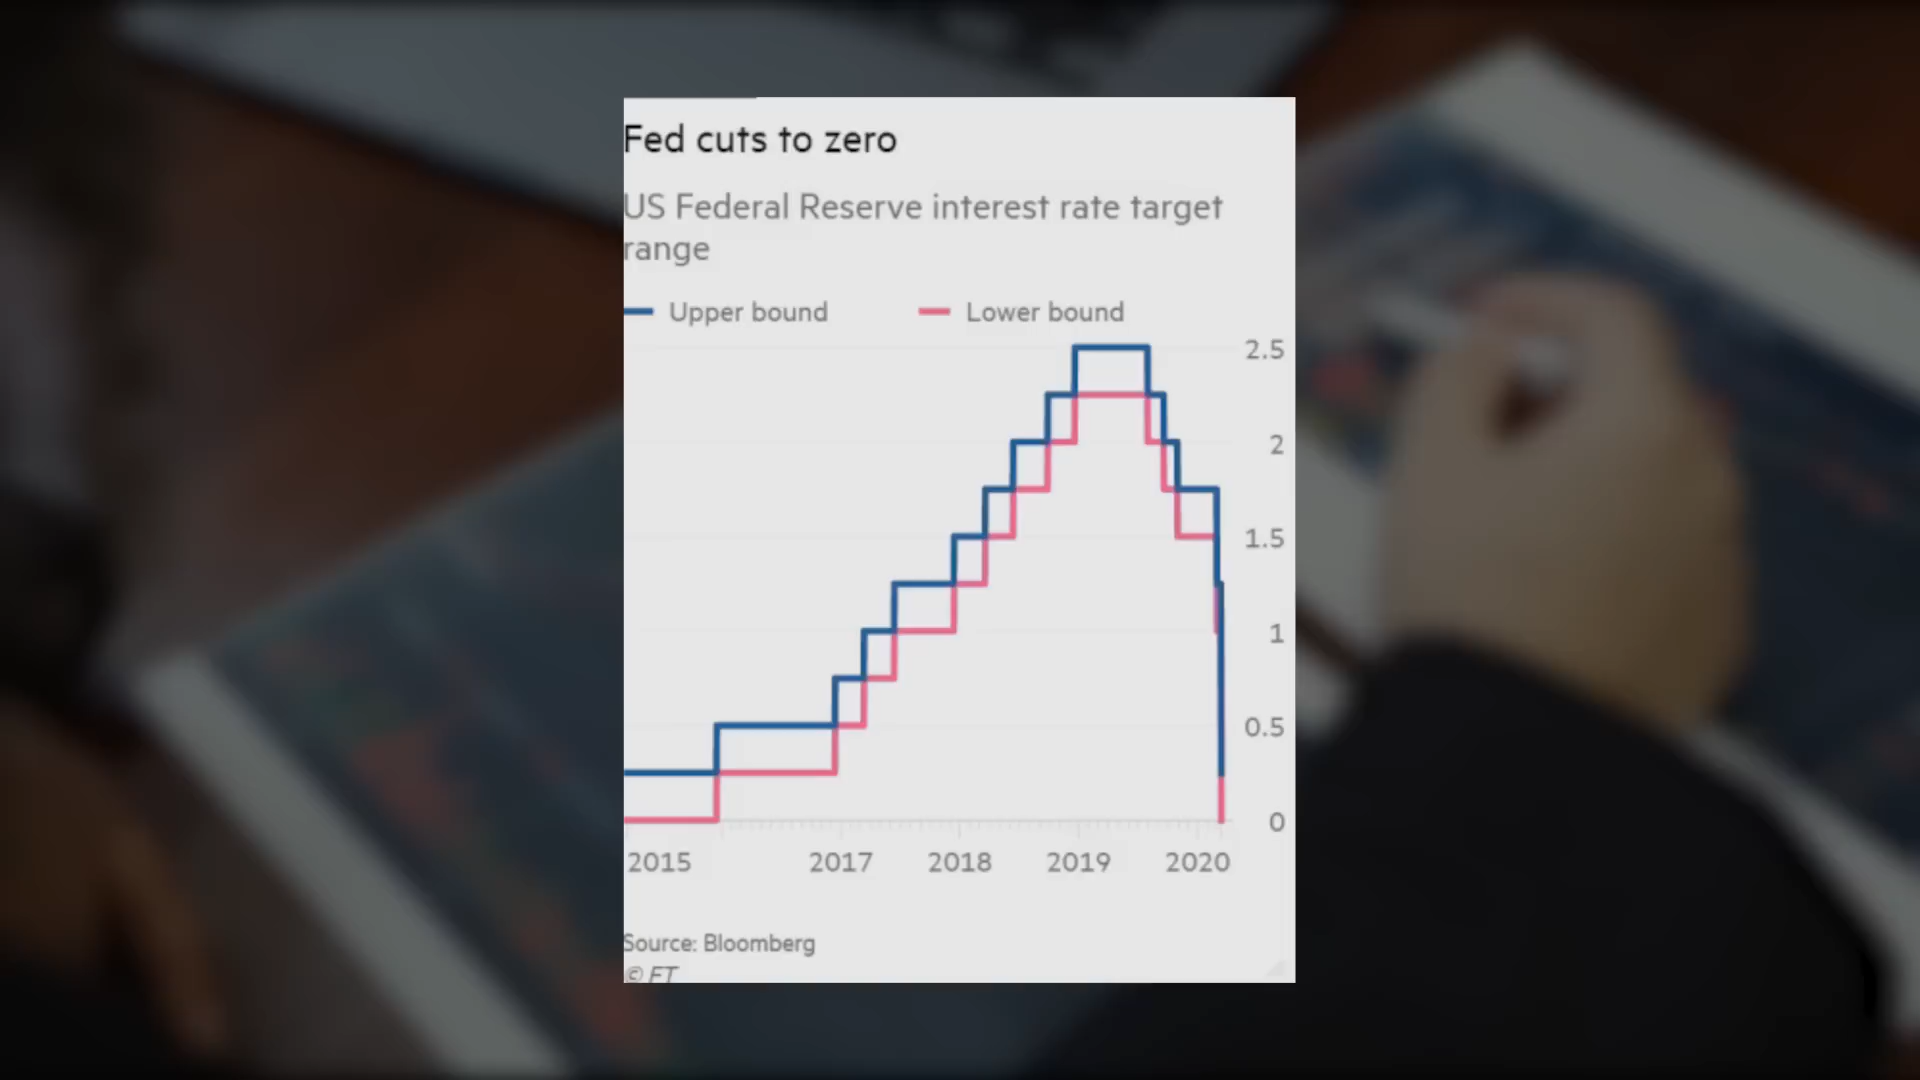 Fed cuts to zero
US Federal Reserve interest rate target
range
Upper bound Lower bound
2.5
2
1.5
1
0.5
0
2015 2017 2018 2019 2020
Source: Bloomberg
© FT